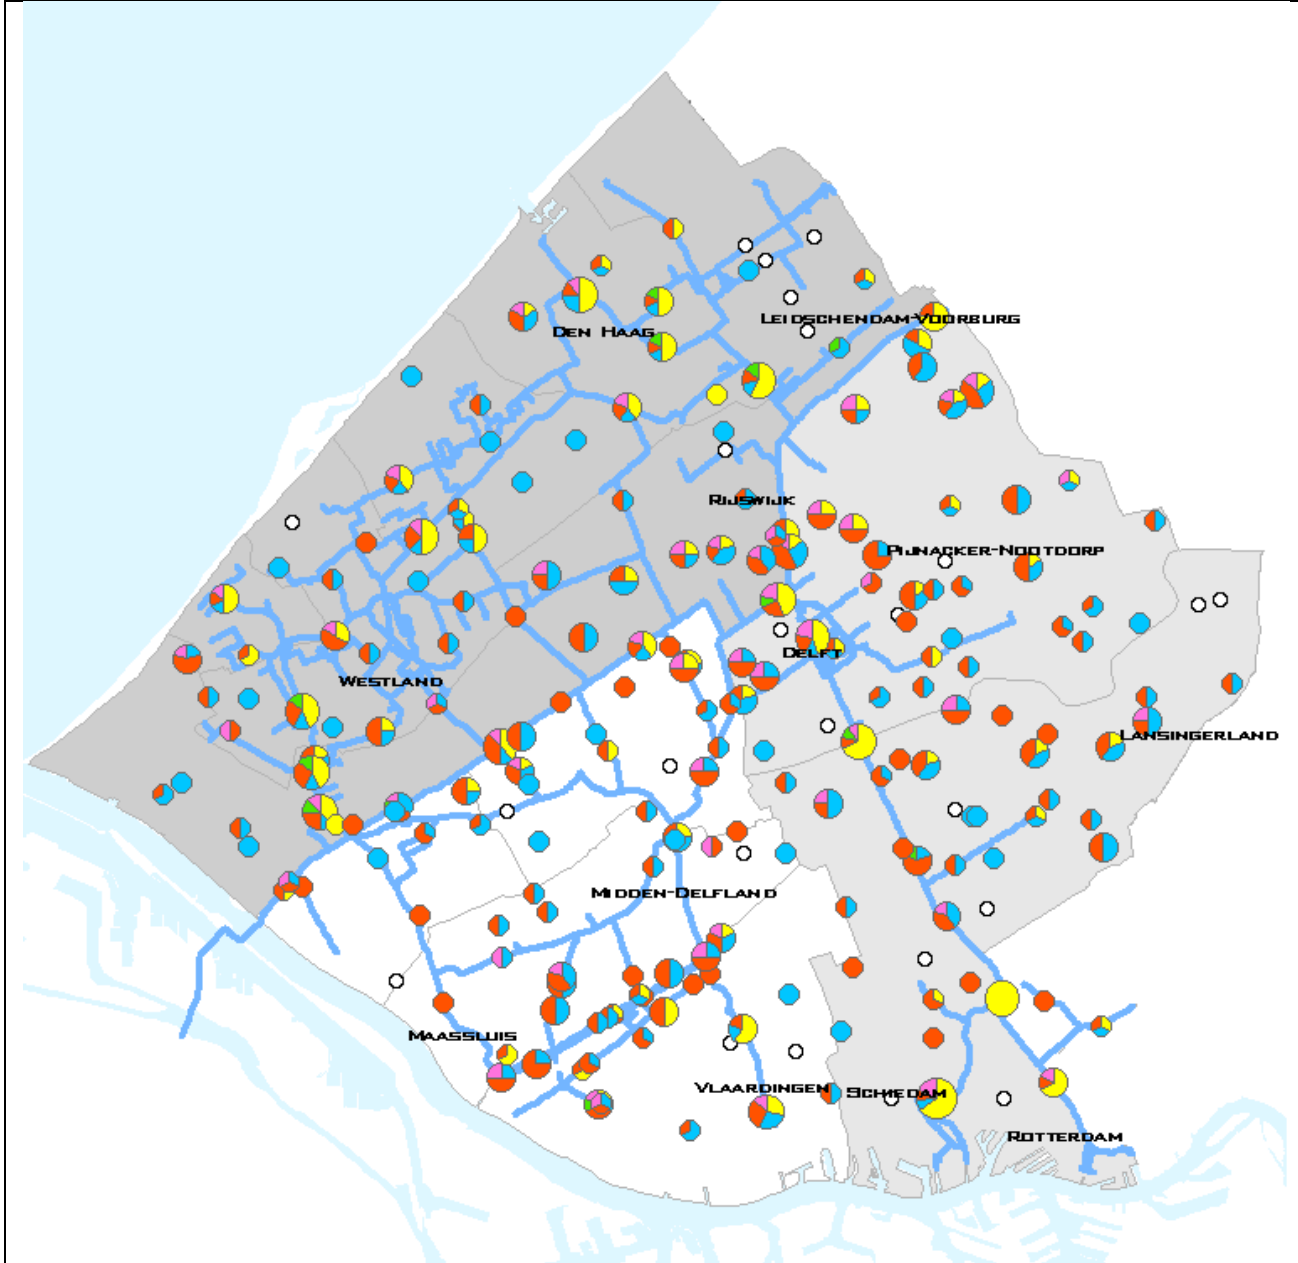 LEIDSCHENDAM-VOORBURG
DEN HAAG
RIJSWIJK
PIJNACKER-NOOTDORP
DELFT
WESTLAND
LANSINGERLAND
MIDDEN-DELFLAND
MAASSLUIS
VLAARDINGEN
SCHIEDAM
ROTTERDAM